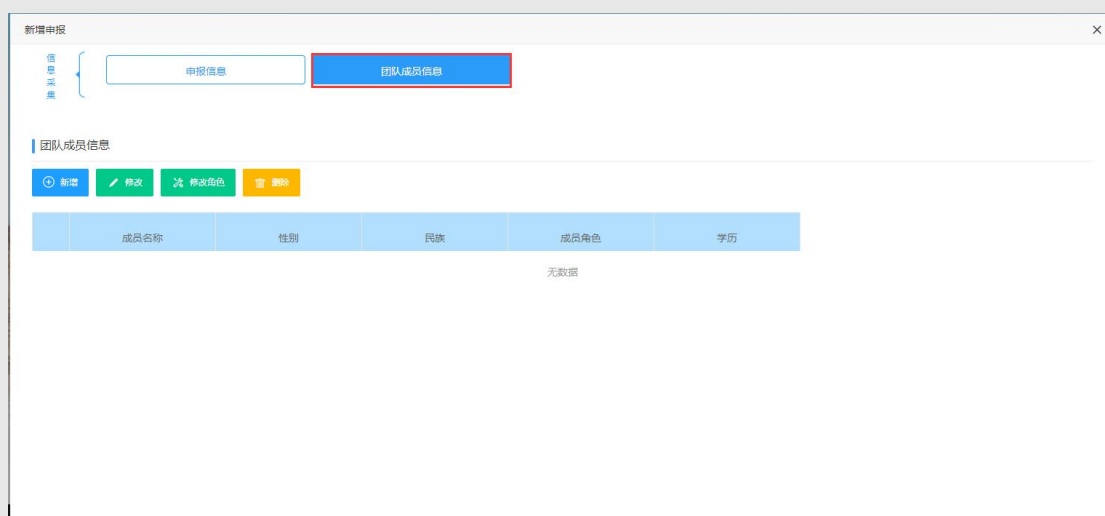 新增申报
信息采集
申报信息
团队成员信息
团队成员信息
新增
修改
修改角色
删除
成员名称 性别 民族 成员角色 学历
无数据